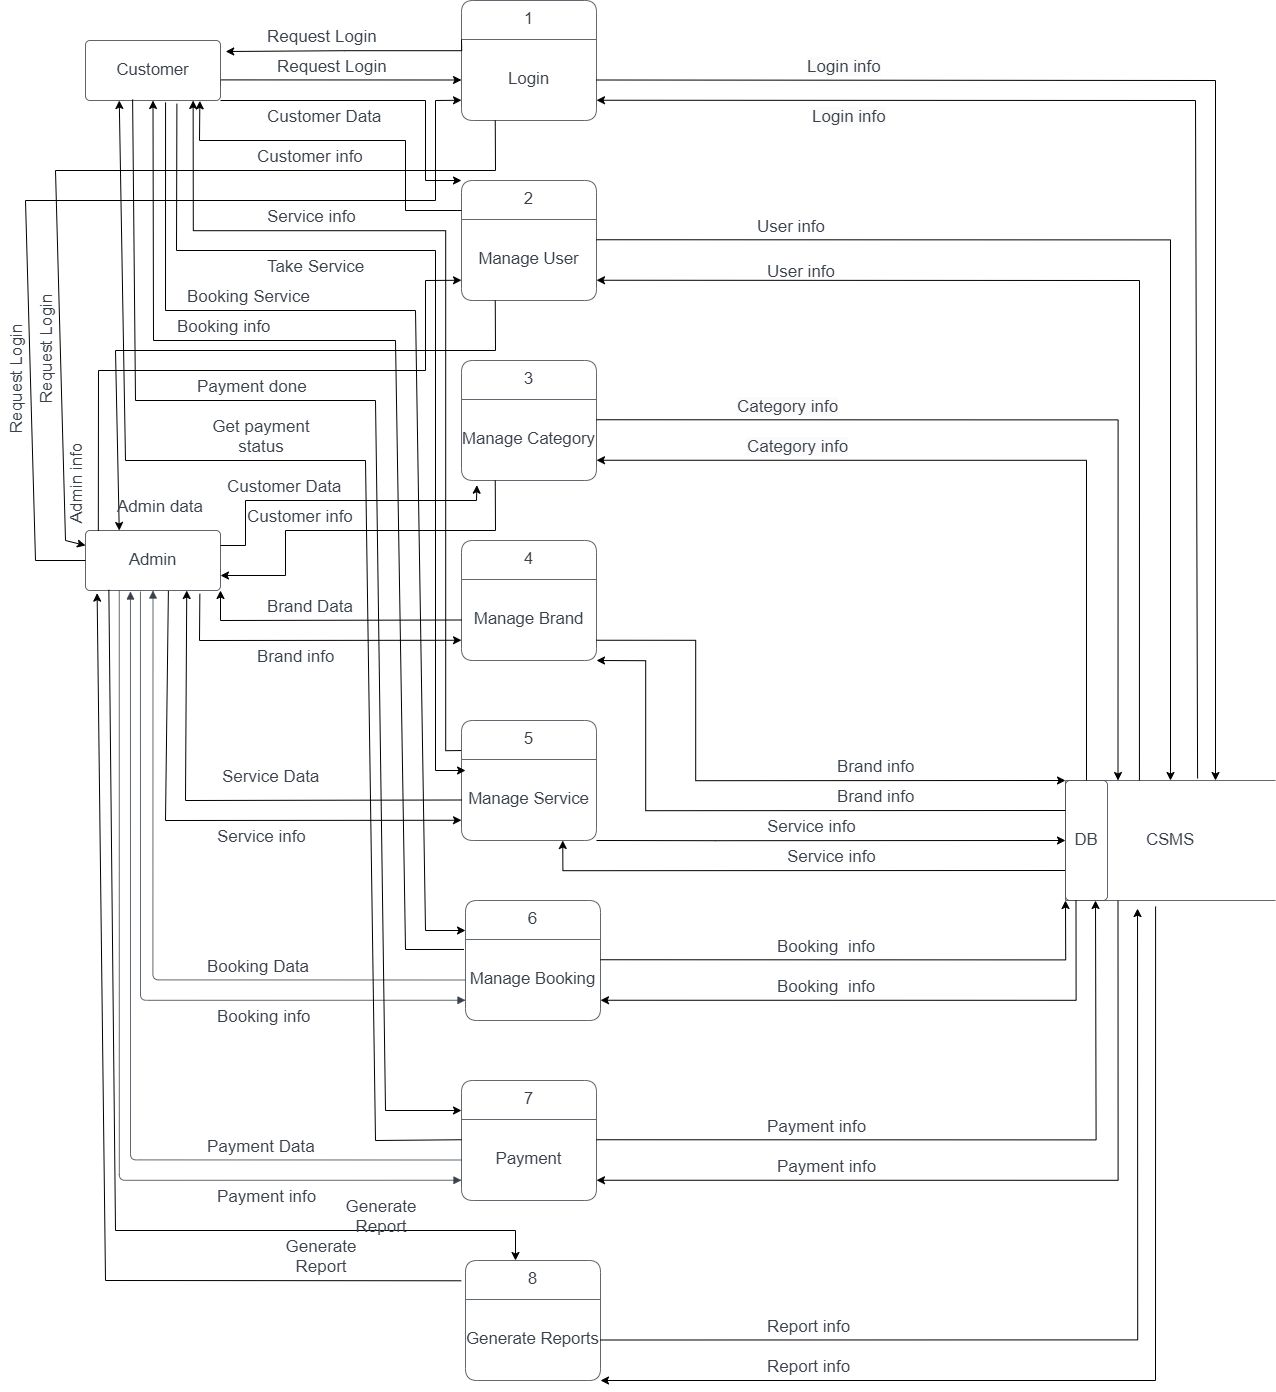 1
Request Login
Customer
Request Login
Login
Login info
Customer Data
Login info
Customer info
2
Service info
User info
Manage User
Take Service
User info
Booking Service
Booking info
Request Login
Request Login
3
Payment done
Category info
Get payment
status
Manage Category
Category info
Admin info
Customer Data
Admin data
Customer info
Admin
4
Brand Data
Manage Brand
Brand info
5
Service Data
Brand info
Manage Service
Brand info
Service info
Service info
DB
CSMS
Service info
6
Booking info
Booking Data
Manage Booking
Booking info
Booking info
7
Payment info
Payment Data
Payment
Payment info
Payment info
Generate
Report
Generate
Report
8
Report info
Generate Reports
Report info